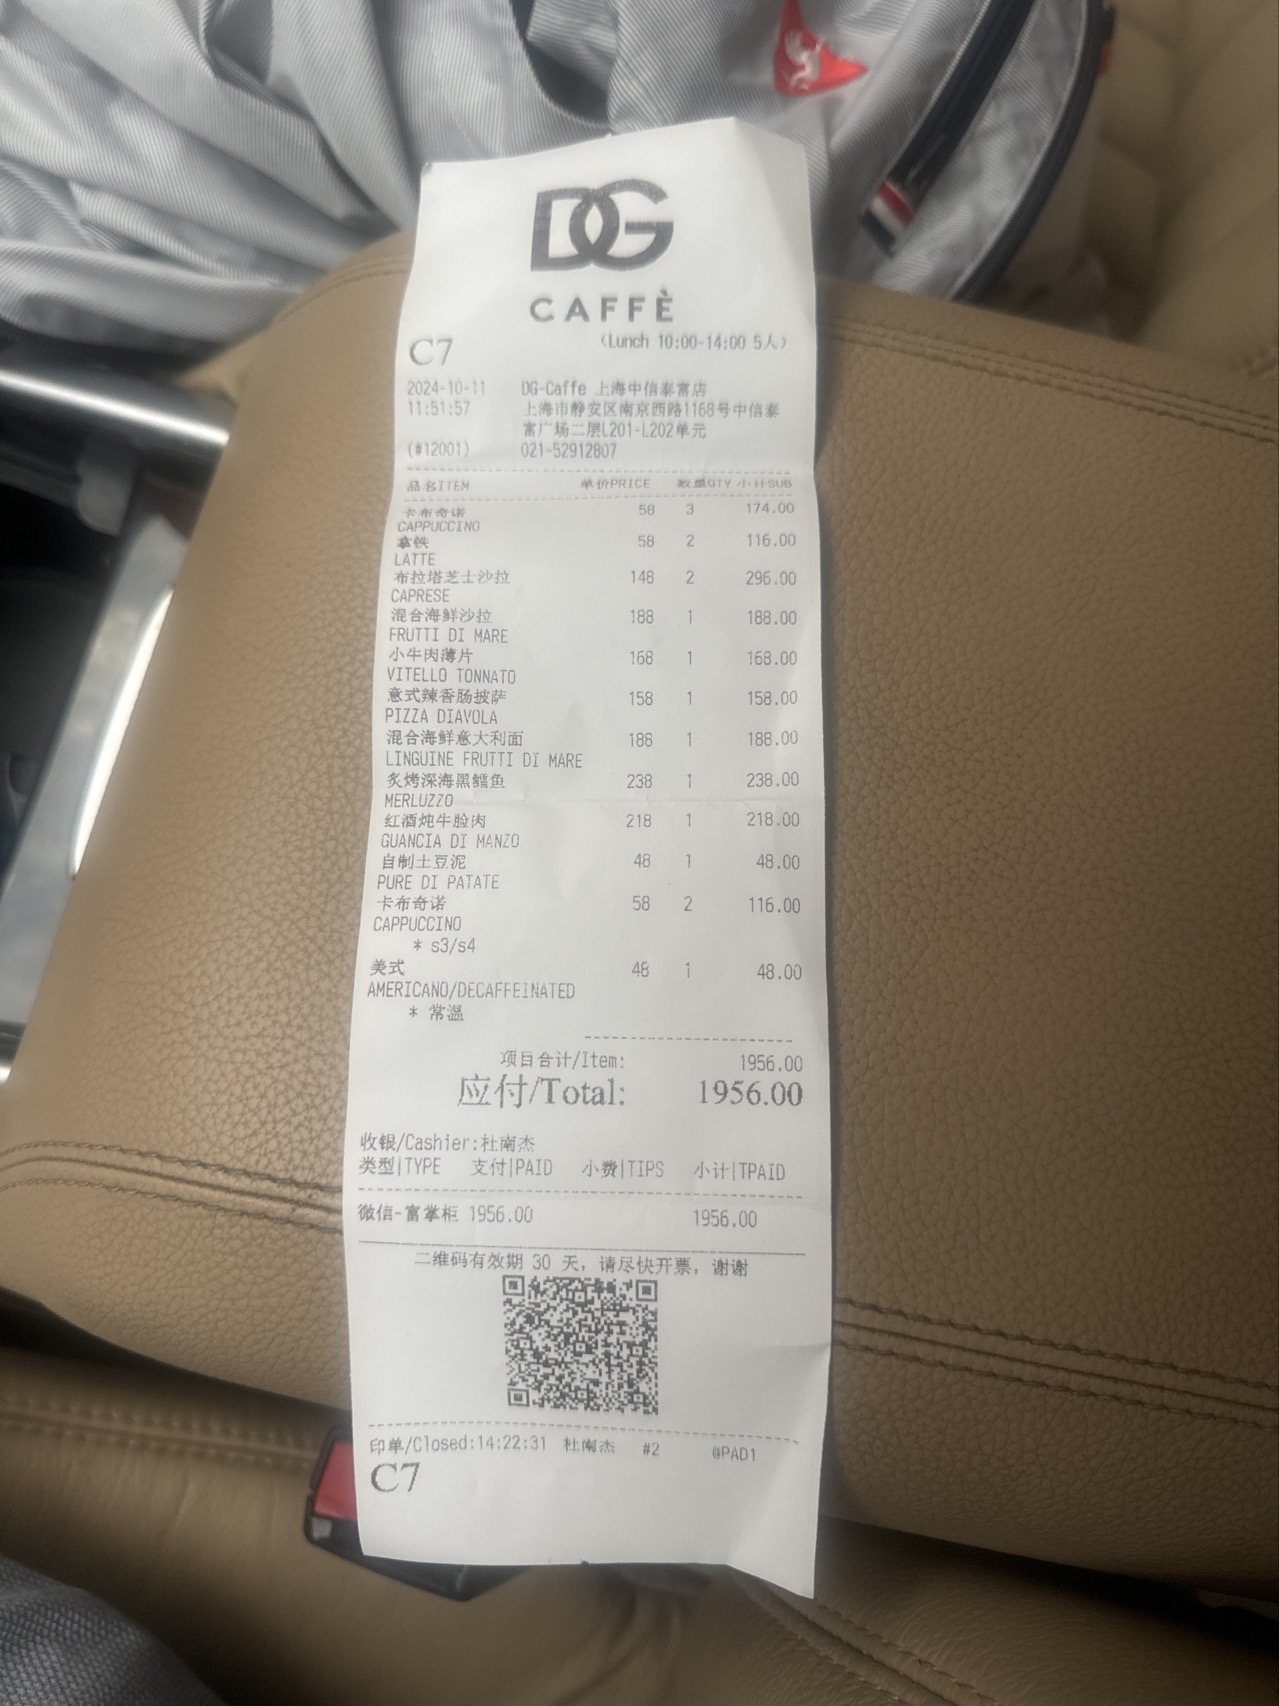 DG
CAFFÈ
(Lunch 10:00-14:00 5人)
C7
2024-10-11 DG-Caffe 上海中信泰富店
11:51:57 上海市静安区南京西路1168号中信泰
富广场二层L201-L202单元
(#12001) 021-52912807
品名ITEM 单价PRICE 数量QTY 小计SUB
卡布奇诺 58 3 174.00
CAPPUCCINO
拿铁 58 2 116.00
LATTE
布拉塔芝士沙拉 148 2 296.00
CAPRESE
混合海鲜沙拉 188 1 188.00
FRUTTI DI MARE
小牛肉薄片 168 1 168.00
VITELLO TONNATO
意式辣香肠披萨 158 1 158.00
PIZZA DIAVOLA
混合海鲜意大利面 188 1 188.00
LINGUINE FRUTTI DI MARE
炙烤深海黑鳕鱼 238 1 238.00
MERLUZZO
红酒炖牛脸肉 218 1 218.00
GUANCIA DI MANZO
自制土豆泥 48 1 48.00
PURE DI PATATE
卡布奇诺 58 2 116.00
CAPPUCCINO
* s3/s4
美式 48 1 48.00
AMERICANO/DECAFFEINATED
* 常温
项目合计/Item: 1956.00
应付/Total: 1956.00
收银/Cashier:杜南杰
类型|TYPE 支付|PAID 小费|TIPS 小计|TPAID
微信-富掌柜 1956.00 1956.00
二维码有效期 30 天, 请尽快开票, 谢谢
印单/Closed:14:22:31 杜南杰 #2 @PAD1
C7